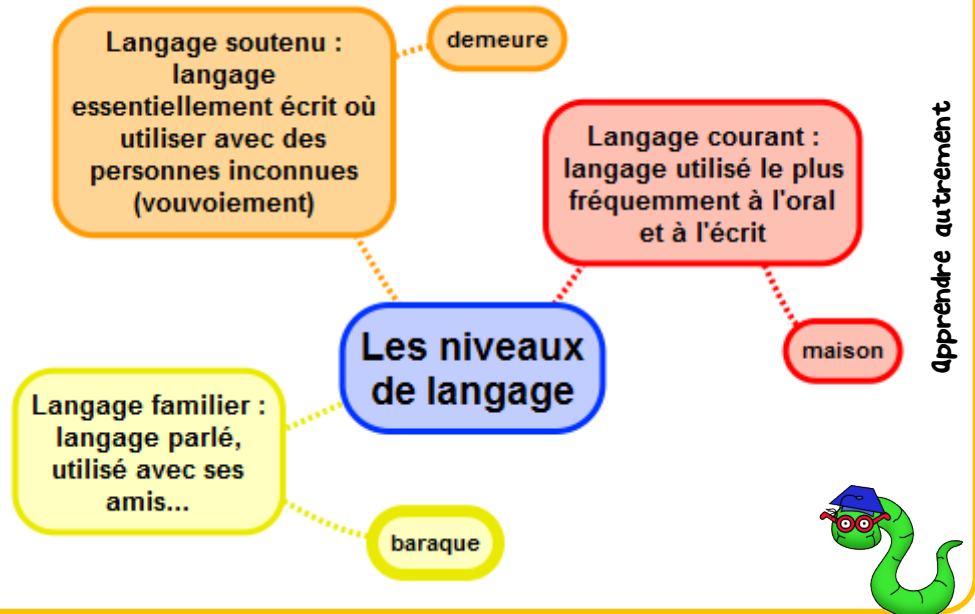 Langage soutenu :
langage
essentiellement écrit où
utiliser avec des
personnes inconnues
(vouvoiement)
demeure
Langage courant :
langage utilisé le plus
fréquemment à l'oral
et à l'écrit
maison
Les niveaux
de langage
Langage familier :
langage parlé,
utilisé avec ses
amis...
baraque
apprendre autrement